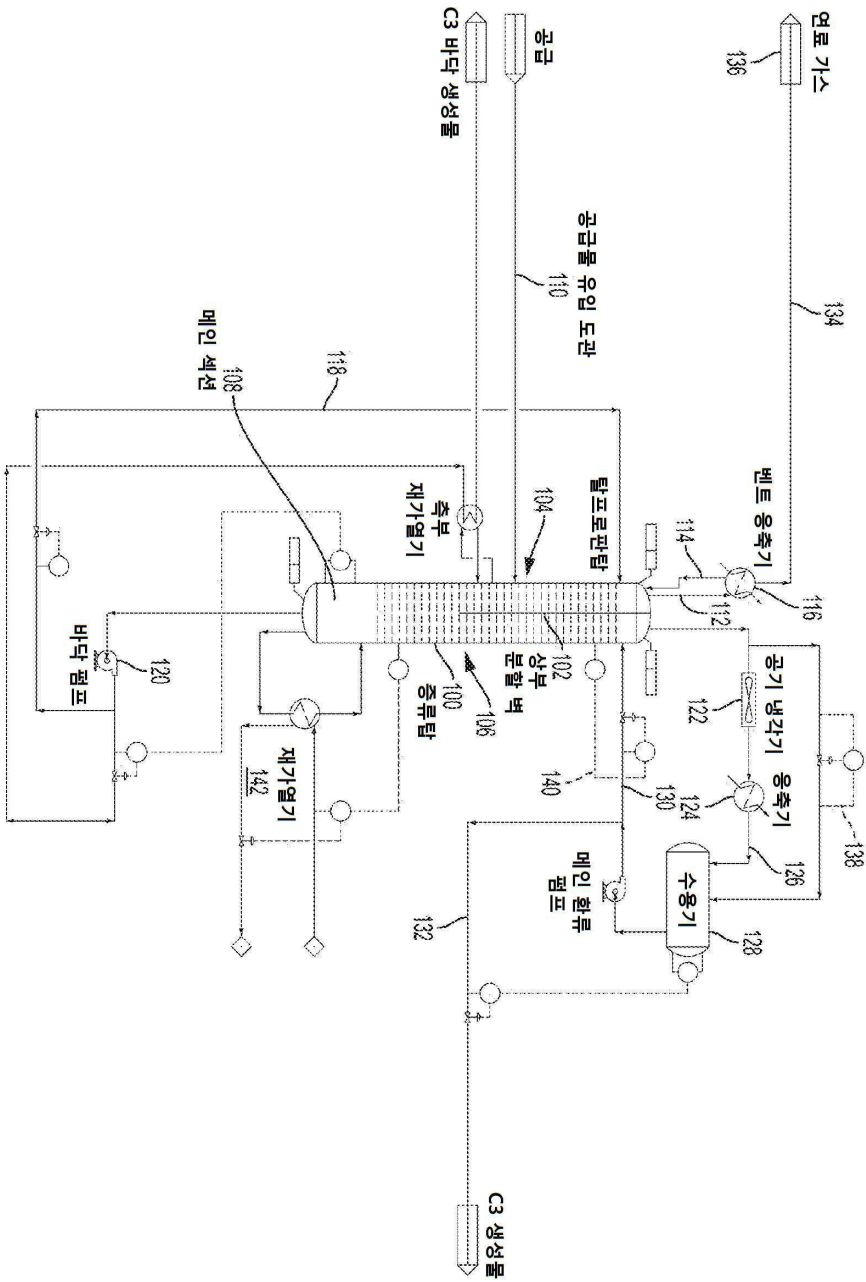 C3 바닥 생성물
공급
연료 가스
136
공급물 유입 도관
110
134
메인 섹션
108
118
측부
재가열기
104
탈프로판탑
벤트 응축기
114
116
112
바닥 펌프
120
재가열기
142
증류탑
100
106
상부
분할 벽
102
공기 냉각기
122
응축기
124
126
138
140
130
수용기
128
메인 환류
펌프
132
C3 생성물